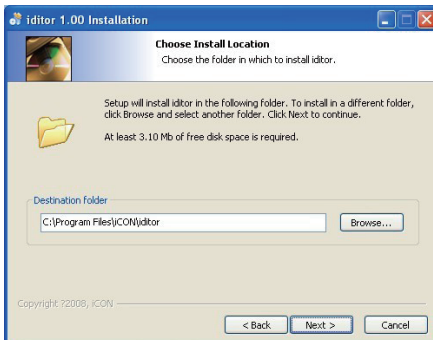 iditor 1.00 Installation
Choose Install Location
Choose the folder in which to install iditor.
Setup will install iditor in the following folder. To install in a different folder,
click Browse and select another folder. Click Next to continue.
At least 3.10 Mb of free disk space is required.
Destination folder
C:\Program Files\iCON\iditor
Browse...
Copyright ?2008, iCON
< Back
Next >
Cancel